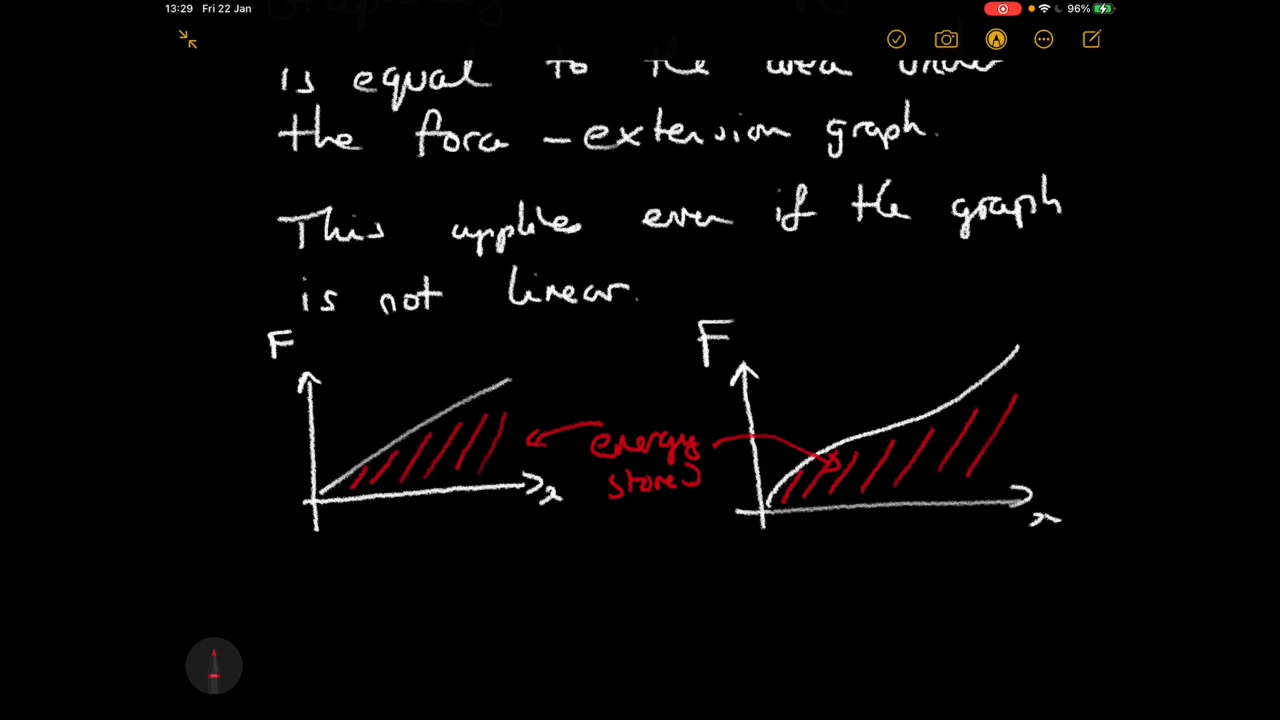 13:29 Fri 22 Jan
96%
is equal to the area under
the force - extension graph.
This applies even if the graph
is not linear.
F
F
energy
stored
x
x